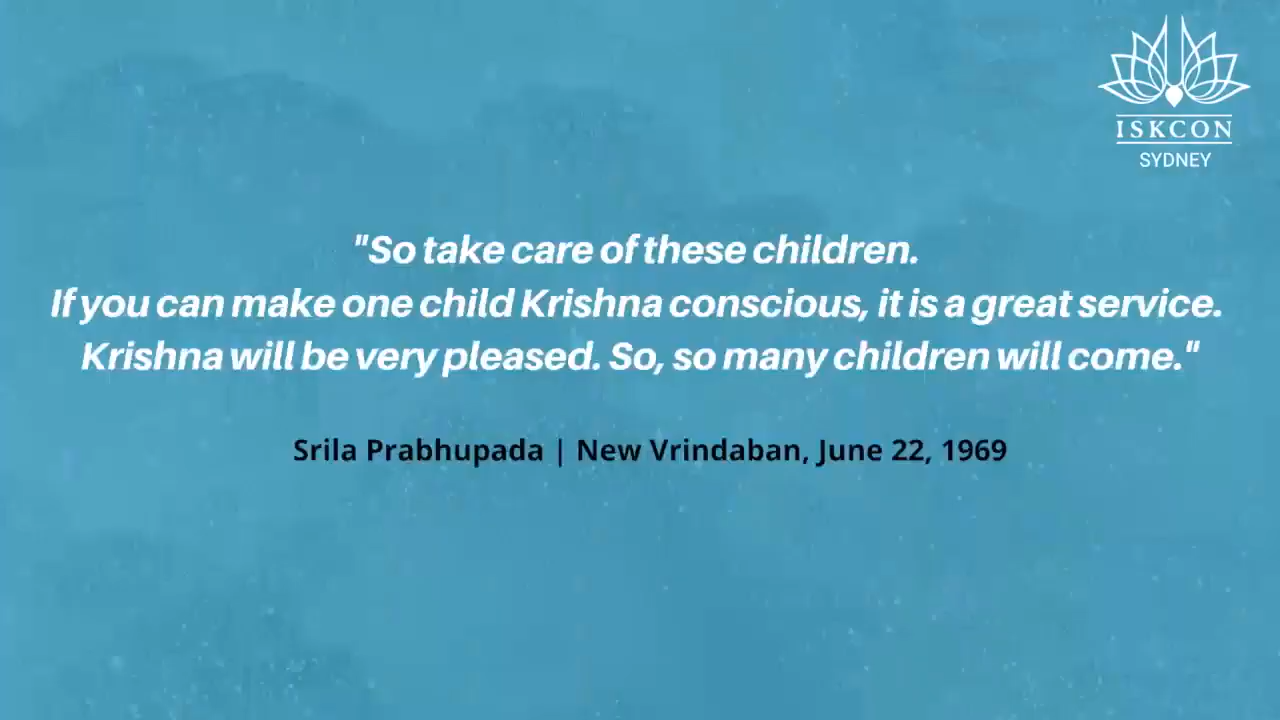 ISKCON
SYDNEY
"So take care of these children.
If you can make one child Krishna conscious, it is a great service.
Krishna will be very pleased. So, so many children will come."
Srila Prabhupada | New Vrindaban, June 22, 1969